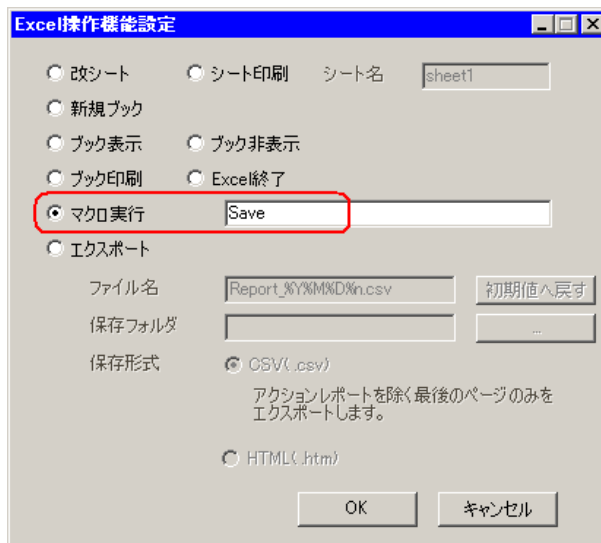 Excel操作機能設定
改シート シート印刷 シート名 sheet1
新規ブック
ブック表示 ブック非表示
ブック印刷 Excel終了
マクロ実行 Save
エクスポート
ファイル名 Report_%Y%M%D%n.csv 初期値へ戻す
保存フォルダ ...
保存形式 CSV(.csv)
アクションレポートを除く最後のページのみを
エクスポートします。
HTML(.htm)
OK キャンセル